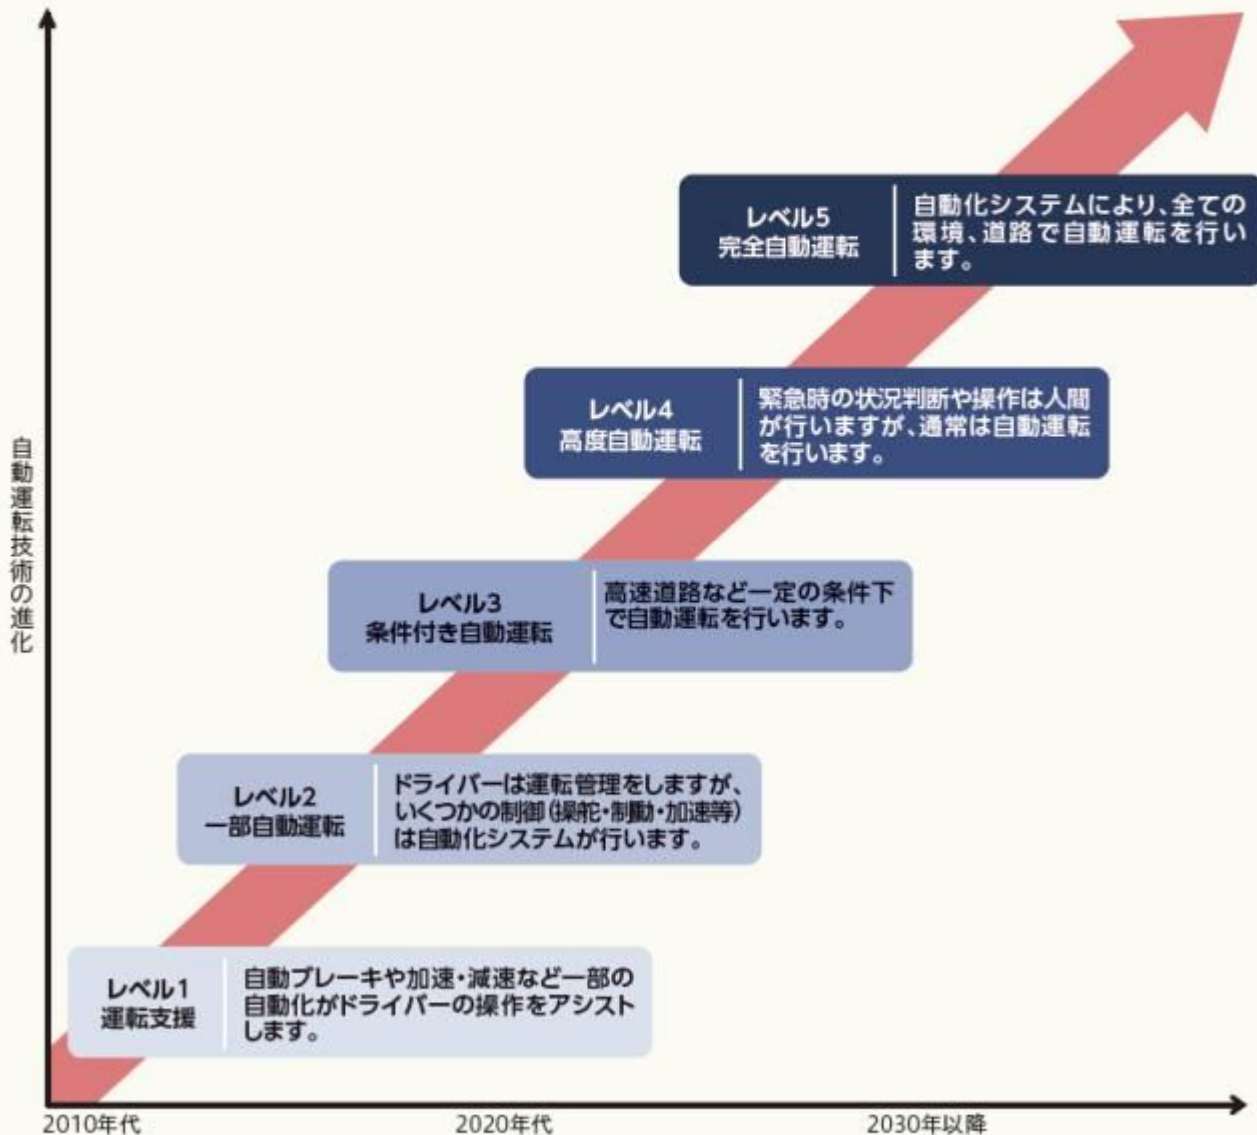 自動運転技術の進化
レベル5
完全自動運転
自動化システムにより、全ての
環境、道路で自動運転を行い
ます。
レベル4
高度自動運転
緊急時の状況判断や操作は人間
が行いますが、通常は自動運転
を行います。
レベル3
条件付き自動運転
高速道路など一定の条件下
で自動運転を行います。
レベル2
一部自動運転
ドライバーは運転管理をしますが、
いくつかの制御(操舵・制動・加速等)
は自動化システムが行います。
レベル1
運転支援
自動ブレーキや加速・減速など一部の
自動化がドライバーの操作をアシスト
します。
2010年代
2020年代
2030年以降